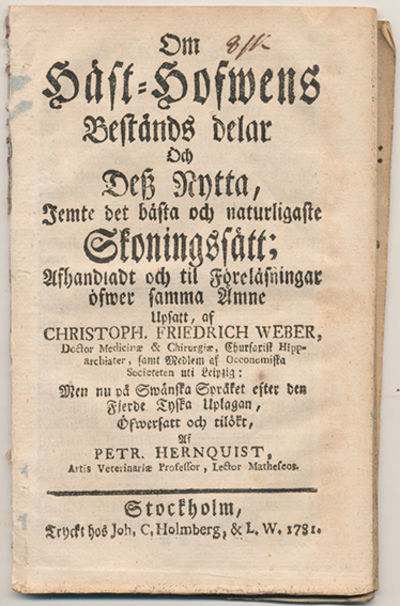 Om
Häst-Hofwens
Beständs delar
Och
Deß Nytta,
Jemte det bästa och naturligaste
Skoningssätt;
Afhandladt och til Föreläsningar
öfwer samma Ämne
Upsatt, af
CHRISTOPH. FRIEDRICH WEBER,
Doctor Medicinæ & Chirurgiæ, Churfarist Hipp-
archiater, samt Medlem af Oeconomiska
Societeten uti Leipzig:
Men nu på Swänska Språket efter den
Fjerde Tyska Uplagan,
Öfwersatt och tilökt,
Af
PETR. HERNQUIST,
Artis Veterinariæ Professor, Lector Matheseos.
Stockholm,
Tryckt hos Joh. C. Holmberg, & L. W. 1781.